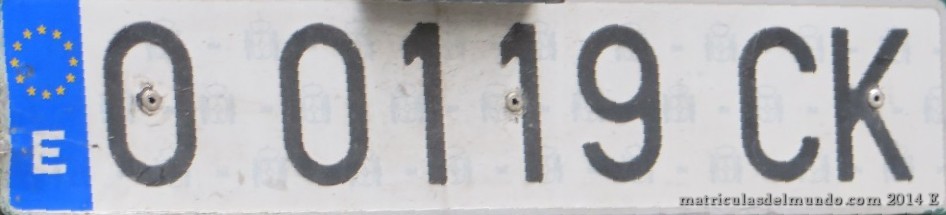 E O 0119 CK
matriculasdelmundo.com 2014 E